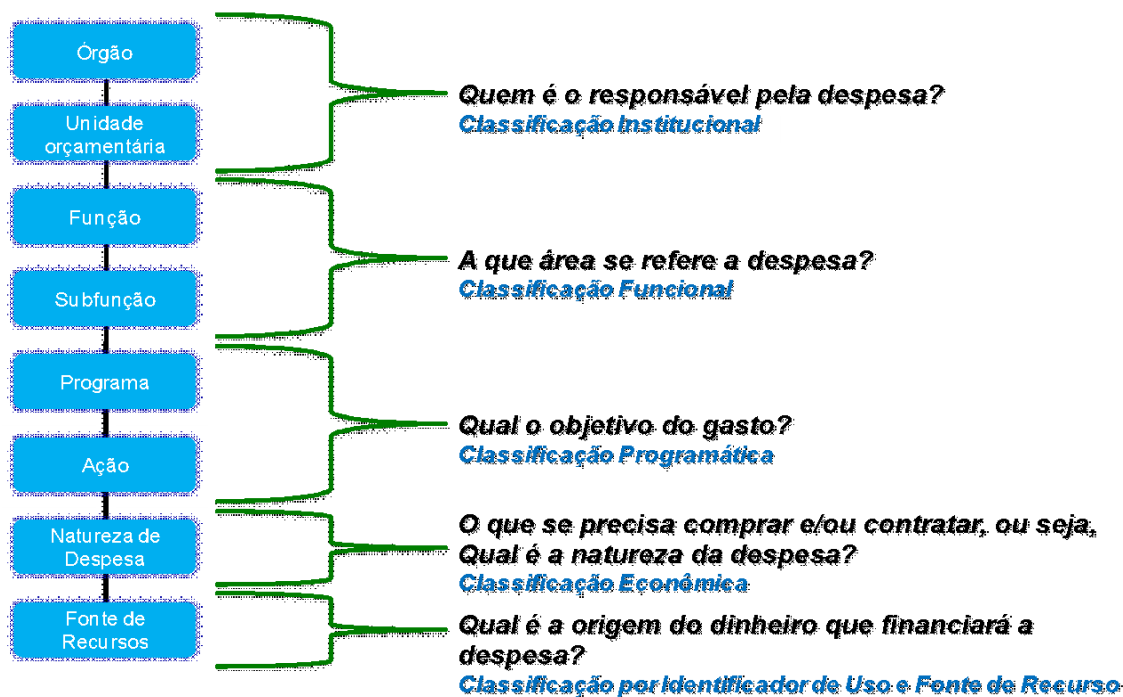 Órgão
Unidade
orçamentária
Quem é o responsável pela despesa?
Classificação Institucional
Função
Subfunção
A que área se refere a despesa?
Classificação Funcional
Programa
Ação
Qual o objetivo do gasto?
Classificação Programática
Natureza de
Despesa
O que se precisa comprar e/ou contratar, ou seja,
Qual é a natureza da despesa?
Classificação Econômica
Fonte de
Recursos
Qual é a origem do dinheiro que financiará a
despesa?
Classificação por Identificador de Uso e Fonte de Recurso